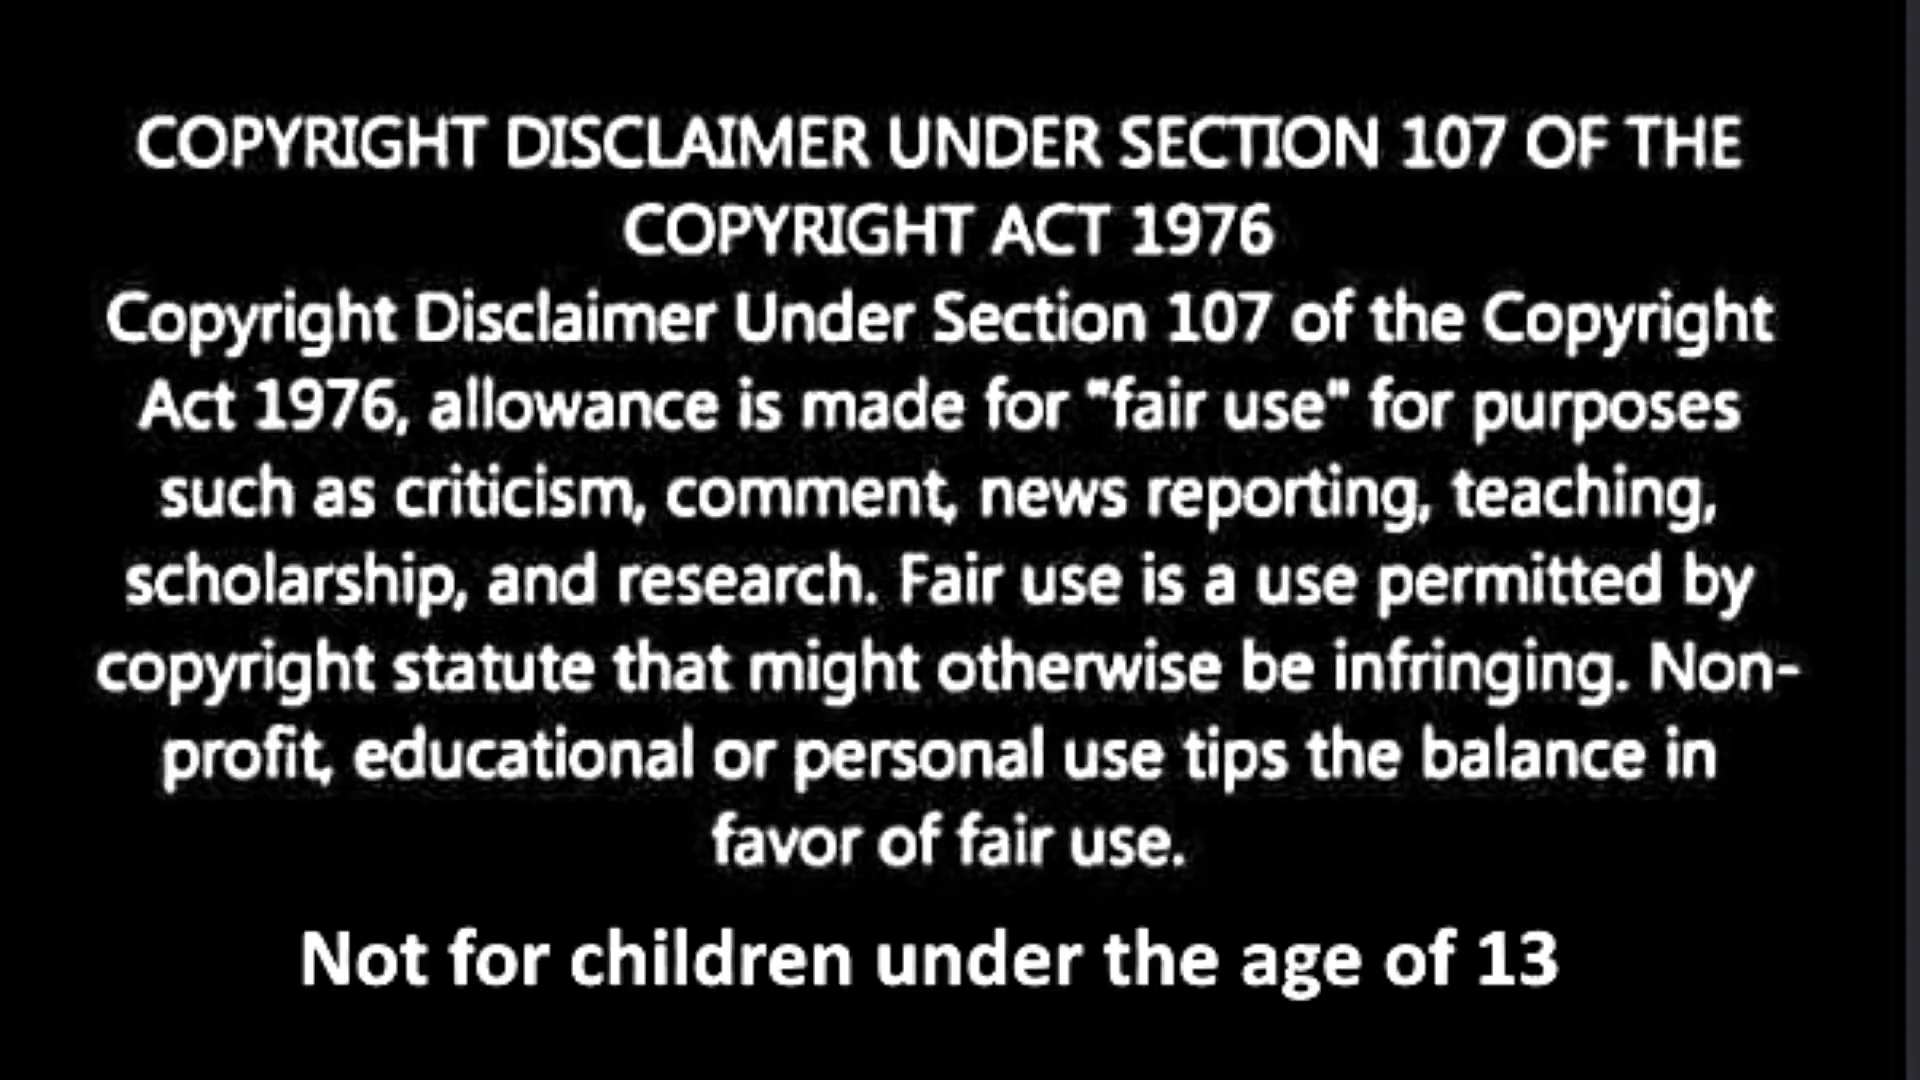 COPYRIGHT DISCLAIMER UNDER SECTION 107 OF THE
COPYRIGHT ACT 1976
Copyright Disclaimer Under Section 107 of the Copyright
Act 1976, allowance is made for "fair use" for purposes
such as criticism, comment, news reporting, teaching,
scholarship, and research. Fair use is a use permitted by
copyright statute that might otherwise be infringing. Non-
profit, educational or personal use tips the balance in
favor of fair use.
Not for children under the age of 13